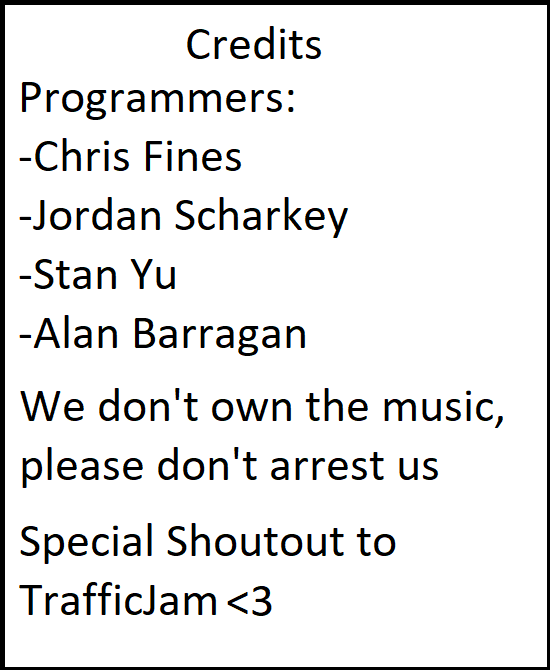 Credits
Programmers:
-Chris Fines
-Jordan Scharkey
-Stan Yu
-Alan Barragan
We don't own the music,
please don't arrest us
Special Shoutout to
TrafficJam <3